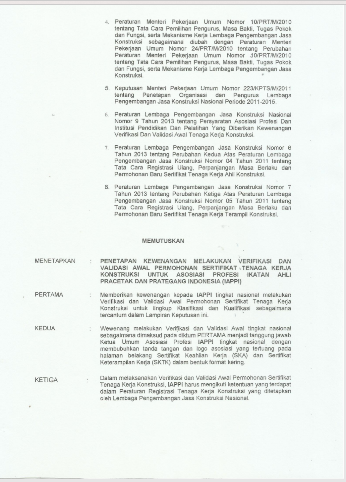 4. Peraturan Menteri Pekerjaan Umum Nomor 10/PRT/M/2010
tentang Tata Cara Pemilihan Pengurus, Masa Bakti, Tugas Pokok
dan Fungsi, serta Mekanisme Kerja Lembaga Pengembangan Jasa
Konstruksi sebagaimana diubah dengan Peraturan Menteri
Pekerjaan Umum Nomor 24/PRT/M/2010 tentang Perubahan
Peraturan Menteri Pekerjaan Umum Nomor 10/PRT/M/2010
tentang Tata Cara Pemilihan Pengurus, Masa Bakti, Tugas Pokok
dan Fungsi, serta Mekanisme Kerja Lembaga Pengembangan Jasa
Konstruksi.
5. Keputusan Menteri Pekerjaan Umum Nomor 223/KPTS/M/2011
tentang Penetapan Organisasi dan Pengurus Lembaga
Pengembangan Jasa Konstruksi Nasional Periode 2011-2015.
6. Peraturan Lembaga Pengembangan Jasa Konstruksi Nasional
Nomor 9 Tahun 2013 tentang Persyaratan Asosiasi Profesi Dan
Institusi Pendidikan Dan Pelatihan Yang Diberikan Kewenangan
Verifikasi Dan Validasi Awal Tenaga Kerja Konstruksi.
7. Peraturan Lembaga Pengembangan Jasa Konstruksi Nomor 6
Tahun 2013 tentang Perubahan Kedua Atas Peraturan Lembaga
Pengembangan Jasa Konstruksi Nomor 04 Tahun 2011 tentang
Tata Cara Registrasi Ulang, Perpanjangan Masa Berlaku dan
Permohonan Baru Sertifikat Tenaga Kerja Ahli Konstruksi.
8. Peraturan Lembaga Pengembangan Jasa Konstruksi Nomor 7
Tahun 2013 tentang Perubahan Ketiga Atas Peraturan Lembaga
Pengembangan Jasa Konstruksi Nomor 05 Tahun 2011 tentang
Tata Cara Registrasi Ulang, Perpanjangan Masa Berlaku dan
Permohonan Baru Sertifikat Tenaga Kerja Terampil Konstruksi.
MEMUTUSKAN
MENETAPKAN : PENETAPAN KEWENANGAN MELAKUKAN VERIFIKASI DAN
VALIDASI AWAL PERMOHONAN SERTIFIKAT TENAGA KERJA
KONSTRUKSI UNTUK ASOSIASI PROFESI IKATAN AHLI
PRACETAK DAN PRATEGANG INDONESIA (IAPPI)
PERTAMA : Memberikan kewenangan kepada IAPPI tingkat nasional melakukan
Verifikasi dan Validasi Awal Permohonan Sertifikat Tenaga Kerja
Konstruksi untuk lingkup Klasifikasi dan Kualifikasi sebagaimana
tercantum dalam Lampiran Keputusan ini.
KEDUA : Wewenang melakukan Verifikasi dan Validasi Awal tingkat nasional
sebagaimana dimaksud pada diktum PERTAMA menjadi tanggung jawab
Ketua Umum Asosiasi Profesi IAPPI tingkat nasional dengan
membubuhkan tanda tangan dan logo asosiasi yang tertuang pada
halaman belakang Sertifikat Keahlian Kerja (SKA) dan Sertifikat
Keterampilan Kerja (SKTK) dalam bentuk format kering.
KETIGA : Dalam melaksanakan Verifikasi dan Validasi Awal Permohonan Sertifikat
Tenaga Kerja Konstruksi, IAPPI harus mengikuti ketentuan yang terdapat
dalam Peraturan Registrasi Tenaga Kerja Konstruksi yang ditetapkan
oleh Lembaga Pengembangan Jasa Konstruksi Nasional.